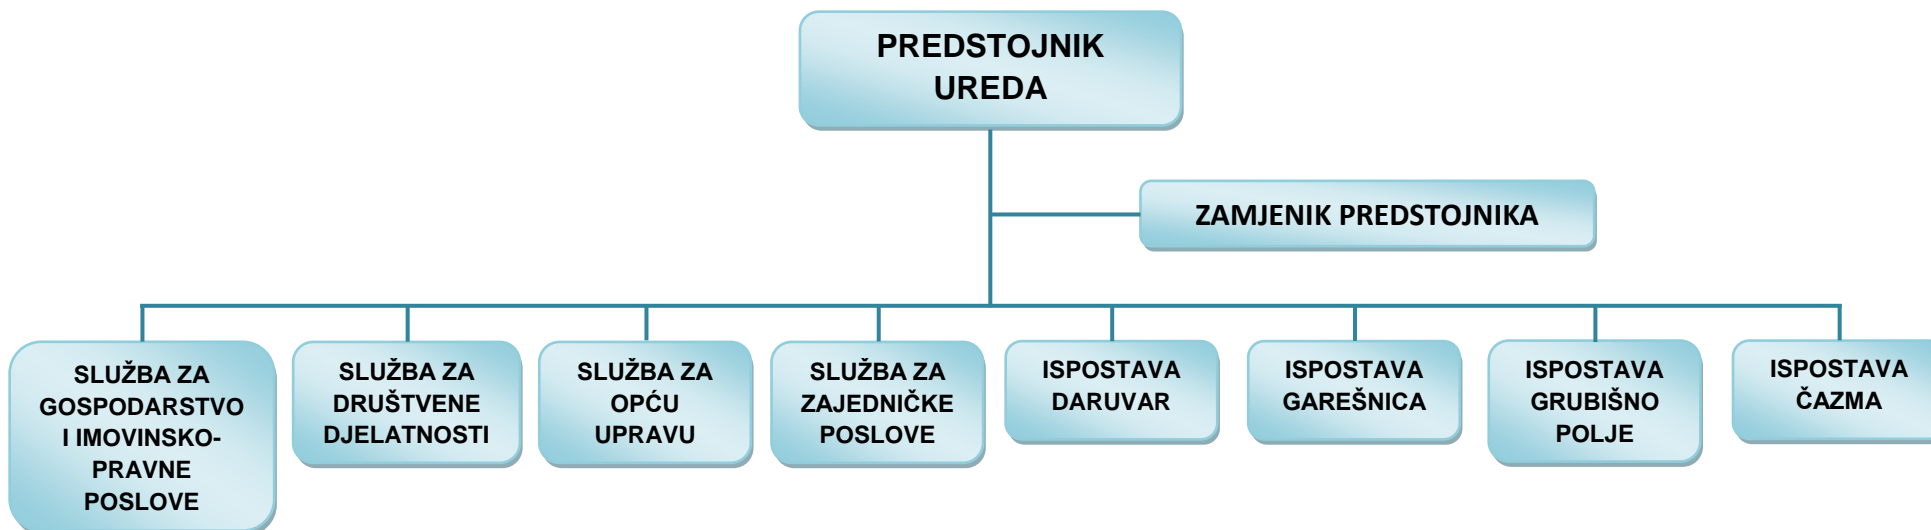 PREDSTOJNIK
UREDA
ZAMJENIK PREDSTOJNIKA
SLUŽBA ZA
GOSPODARSTVO
I IMOVINSKO-
PRAVNE
POSLOVE
SLUŽBA ZA
DRUŠTVENE
DJELATNOSTI
SLUŽBA ZA
OPĆU
UPRAVU
SLUŽBA ZA
ZAJEDNIČKE
POSLOVE
ISPOSTAVA
DARUVAR
ISPOSTAVA
GAREŠNICA
ISPOSTAVA
GRUBIŠNO
POLJE
ISPOSTAVA
ČAZMA